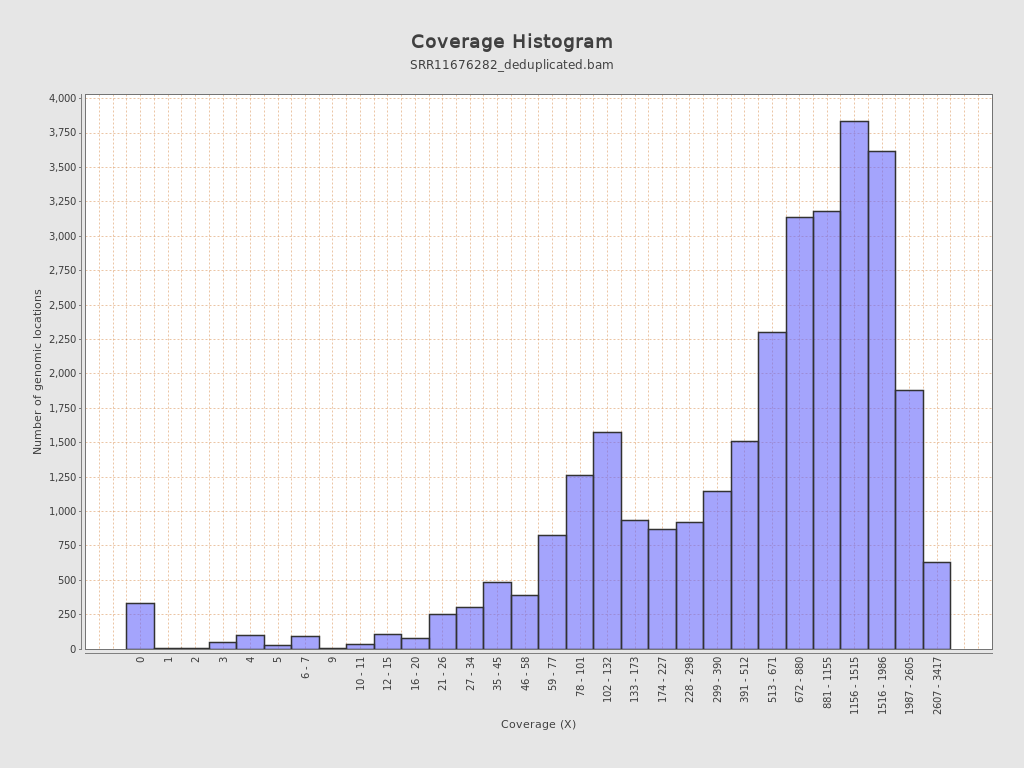 Coverage Histogram
SRR11676282_deduplicated.bam
Number of genomic locations
4,000
3,750
3,500
3,250
3,000
2,750
2,500
2,250
2,000
1,750
1,500
1,250
1,000
750
500
250
0
0
1
2
3
4
5
6 - 7
9
10 - 11
12 - 15
16 - 20
21 - 26
27 - 34
35 - 45
46 - 58
59 - 77
78 - 101
102 - 132
133 - 173
174 - 227
228 - 298
299 - 390
391 - 512
513 - 671
672 - 880
881 - 1155
1156 - 1515
1516 - 1986
1987 - 2605
2607 - 3417
Coverage (X)